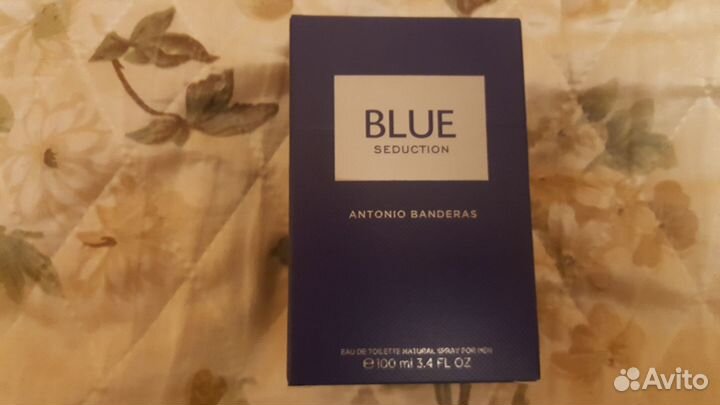 BLUE
SEDUCTION
ANTONIO BANDERAS
EAU DE TOILETTE NATURAL SPRAY FOR MEN
℮100 ml 3.4 FL OZ
Avito